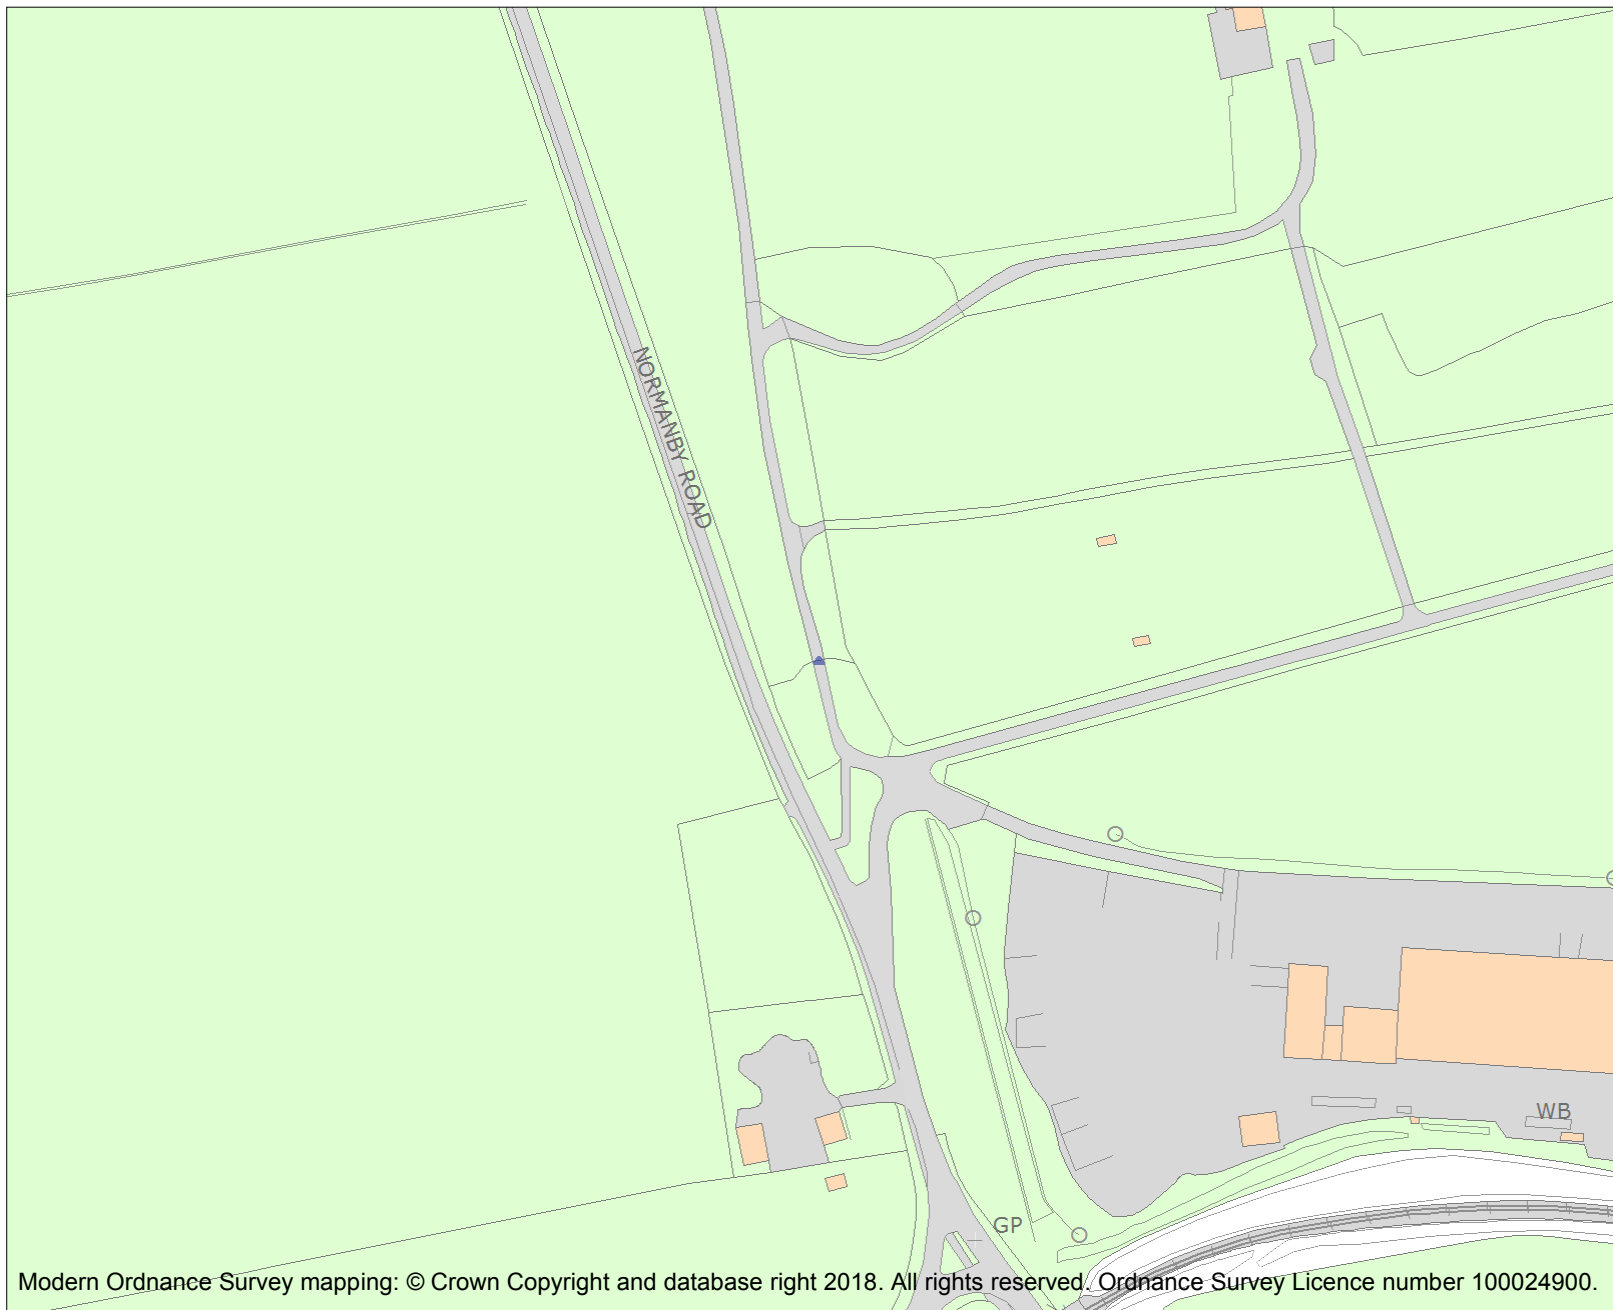 NORMANBY ROAD
WB
GP
Modern Ordnance Survey mapping: © Crown Copyright and database right 2018. All rights reserved. Ordnance Survey Licence number 100024900.